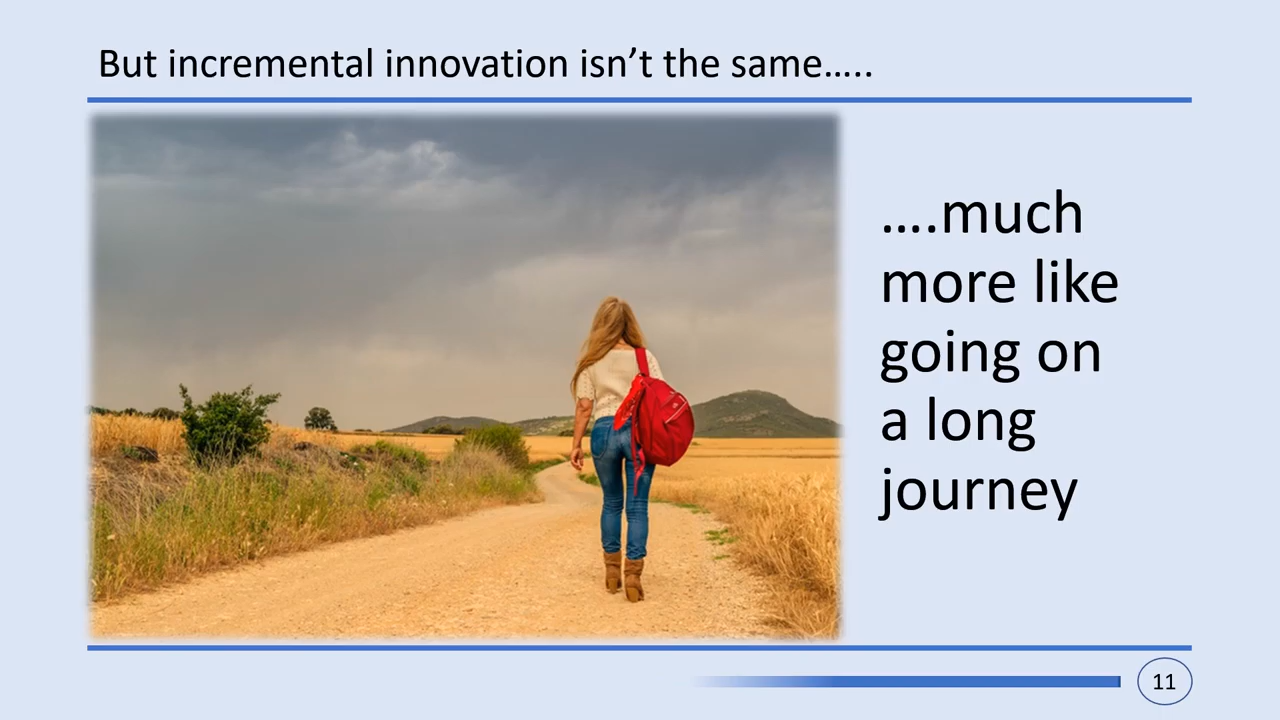 But incremental innovation isn’t the same…..
….much
more like
going on
a long
journey
11